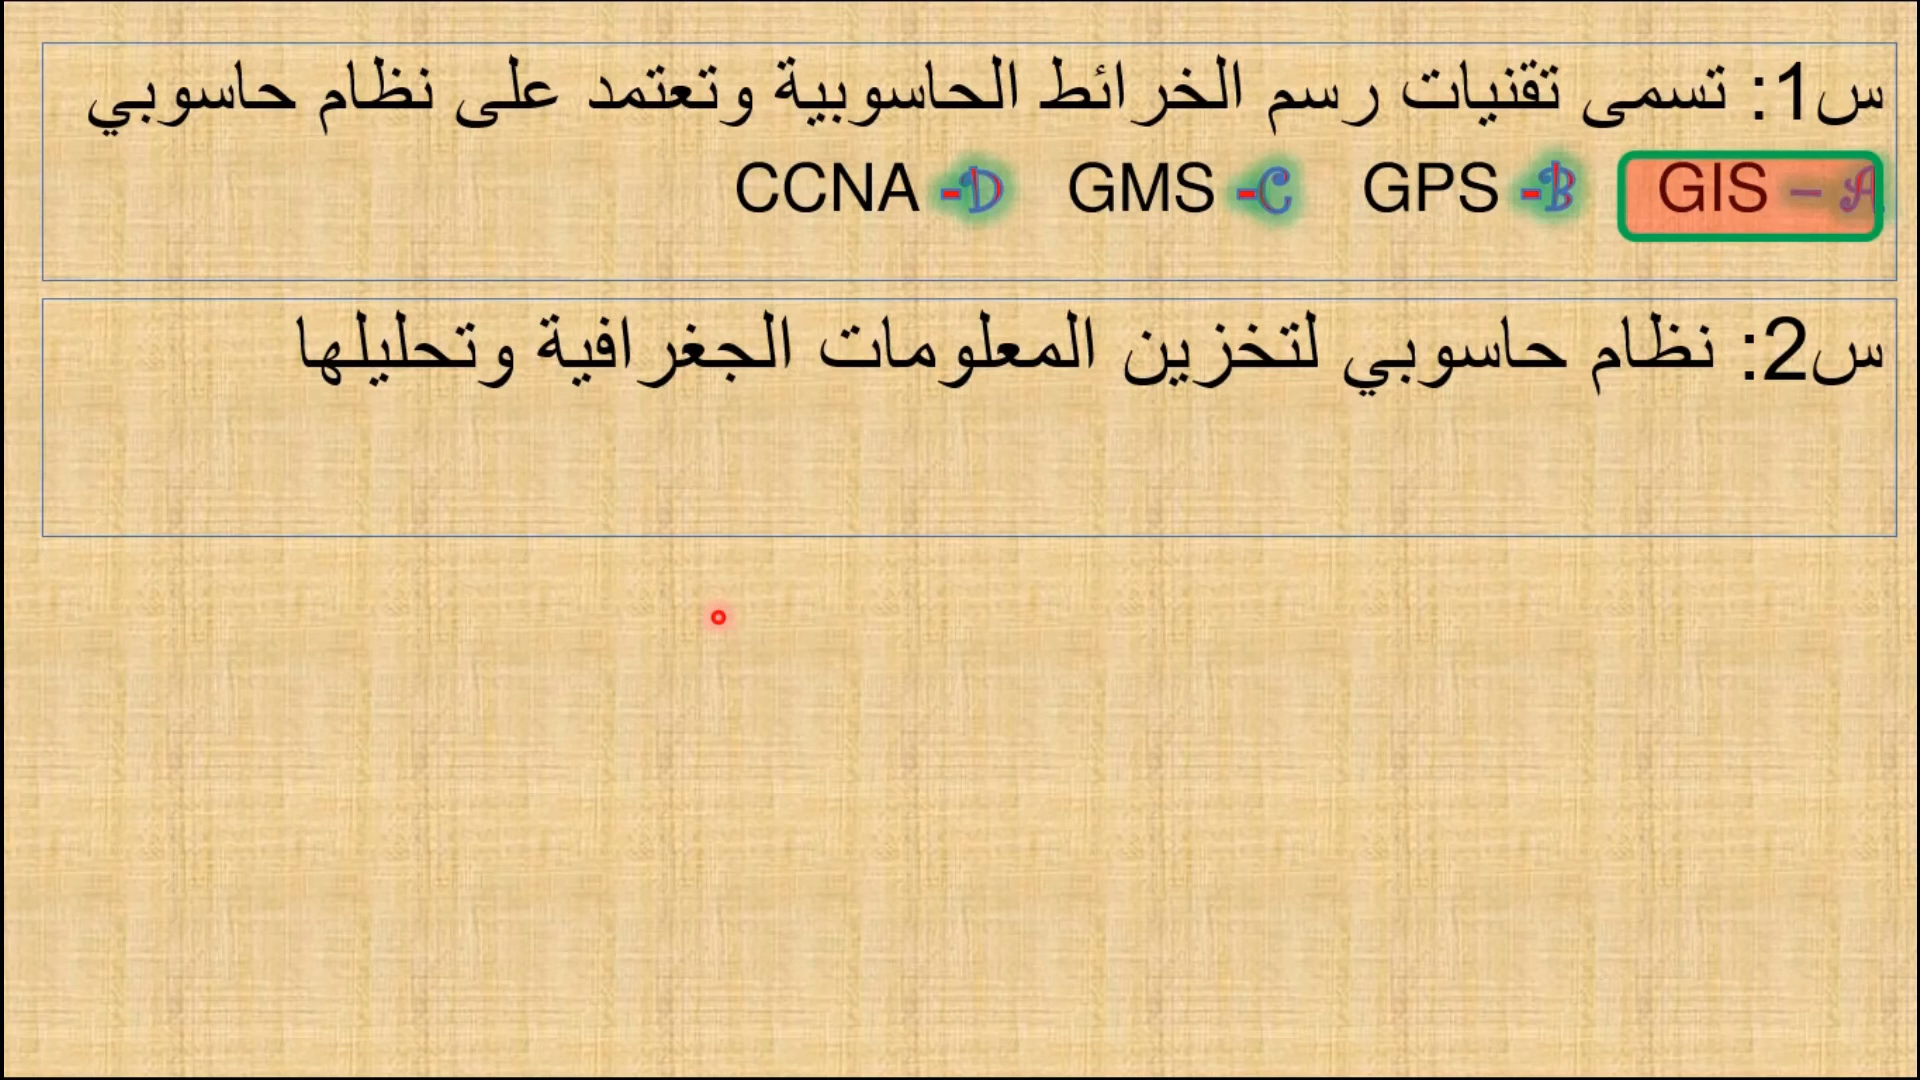 س1: تسمى تقنيات رسم الخرائط الحاسوبية وتعتمد على نظام حاسوبي
A – GIS B- GPS C- GMS D- CCNA
س2: نظام حاسوبي لتخزين المعلومات الجغرافية وتحليلها